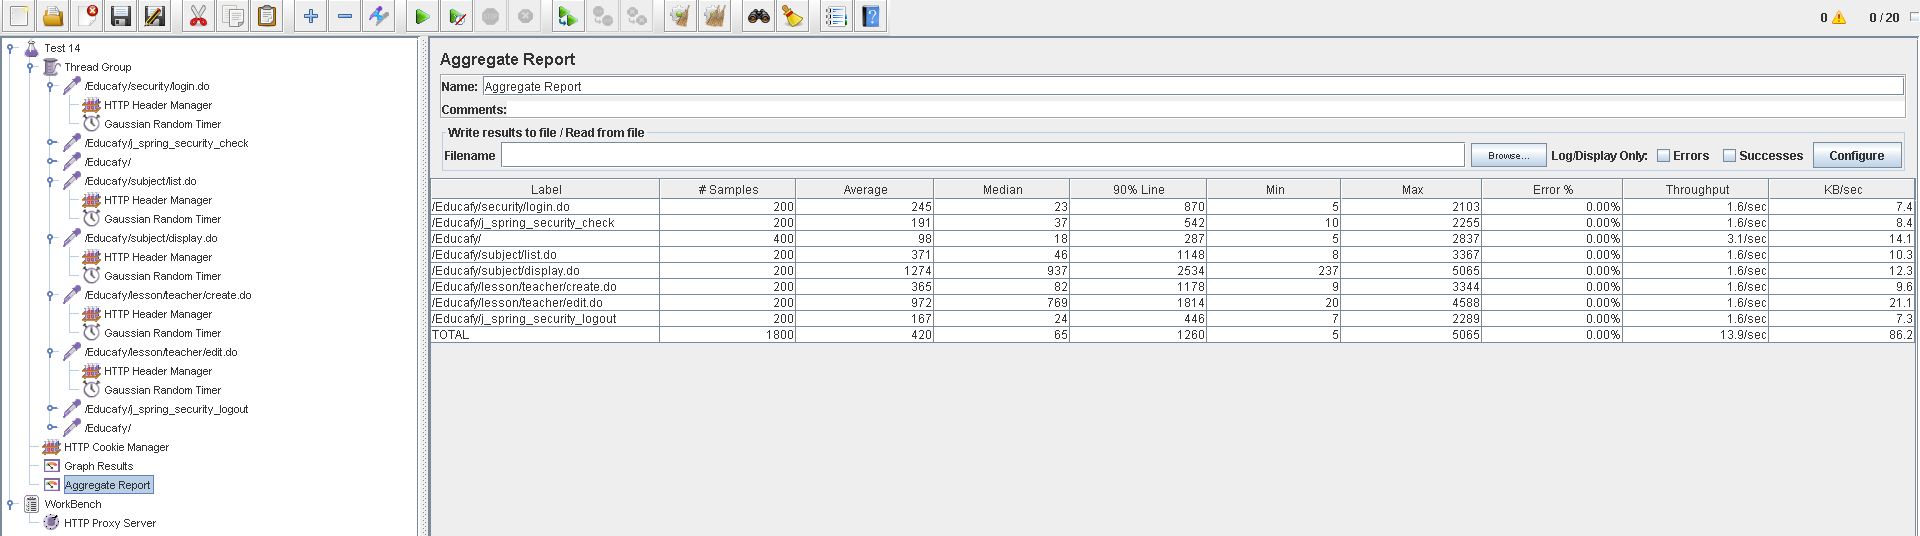 0 0 / 20
Test 14
Thread Group
/Educafy/security/login.do
HTTP Header Manager
Gaussian Random Timer
/Educafy/j_spring_security_check
/Educafy/
/Educafy/subject/list.do
HTTP Header Manager
Gaussian Random Timer
/Educafy/subject/display.do
HTTP Header Manager
Gaussian Random Timer
/Educafy/lesson/teacher/create.do
HTTP Header Manager
Gaussian Random Timer
/Educafy/lesson/teacher/edit.do
HTTP Header Manager
Gaussian Random Timer
/Educafy/j_spring_security_logout
/Educafy/
HTTP Cookie Manager
Graph Results
Aggregate Report
WorkBench
HTTP Proxy Server
Aggregate Report
Name: Aggregate Report
Comments:
Write results to file / Read from file
Filename Browse... Log/Display Only: Errors Successes Configure
Label # Samples Average Median 90% Line Min Max Error % Throughput KB/sec
/Educafy/security/login.do 200 245 23 870 5 2103 0.00% 1.6/sec 7.4
/Educafy/j_spring_security_check 200 191 37 542 10 2255 0.00% 1.6/sec 8.4
/Educafy/ 400 98 18 287 5 2837 0.00% 3.1/sec 14.1
/Educafy/subject/list.do 200 371 46 1148 8 3367 0.00% 1.6/sec 10.3
/Educafy/subject/display.do 200 1274 937 2534 237 5065 0.00% 1.6/sec 12.3
/Educafy/lesson/teacher/create.do 200 365 82 1178 9 3344 0.00% 1.6/sec 9.6
/Educafy/lesson/teacher/edit.do 200 972 769 1814 20 4588 0.00% 1.6/sec 21.1
/Educafy/j_spring_security_logout 200 167 24 446 7 2289 0.00% 1.6/sec 7.3
TOTAL 1800 420 65 1260 5 5065 0.00% 13.9/sec 86.2